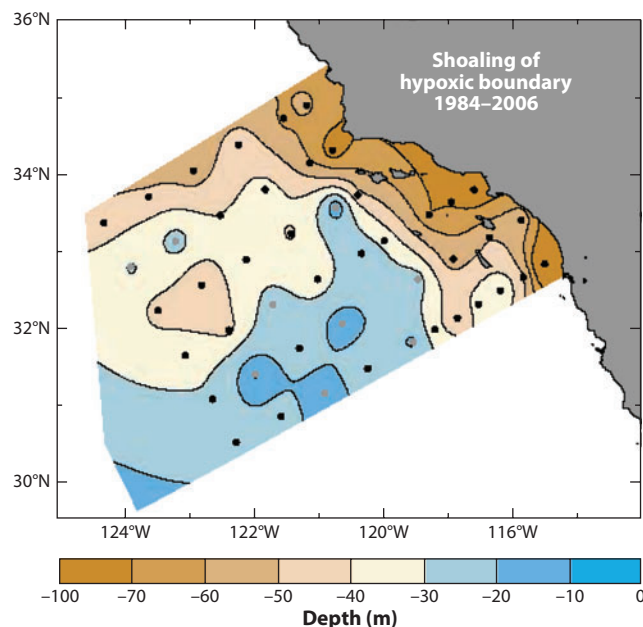 36°N
34°N
32°N
30°N
Shoaling of
hypoxic boundary
1984–2006
124°W
122°W
120°W
116°W
–100
–70
–60
–50
–40
–30
–20
–10
0
Depth (m)